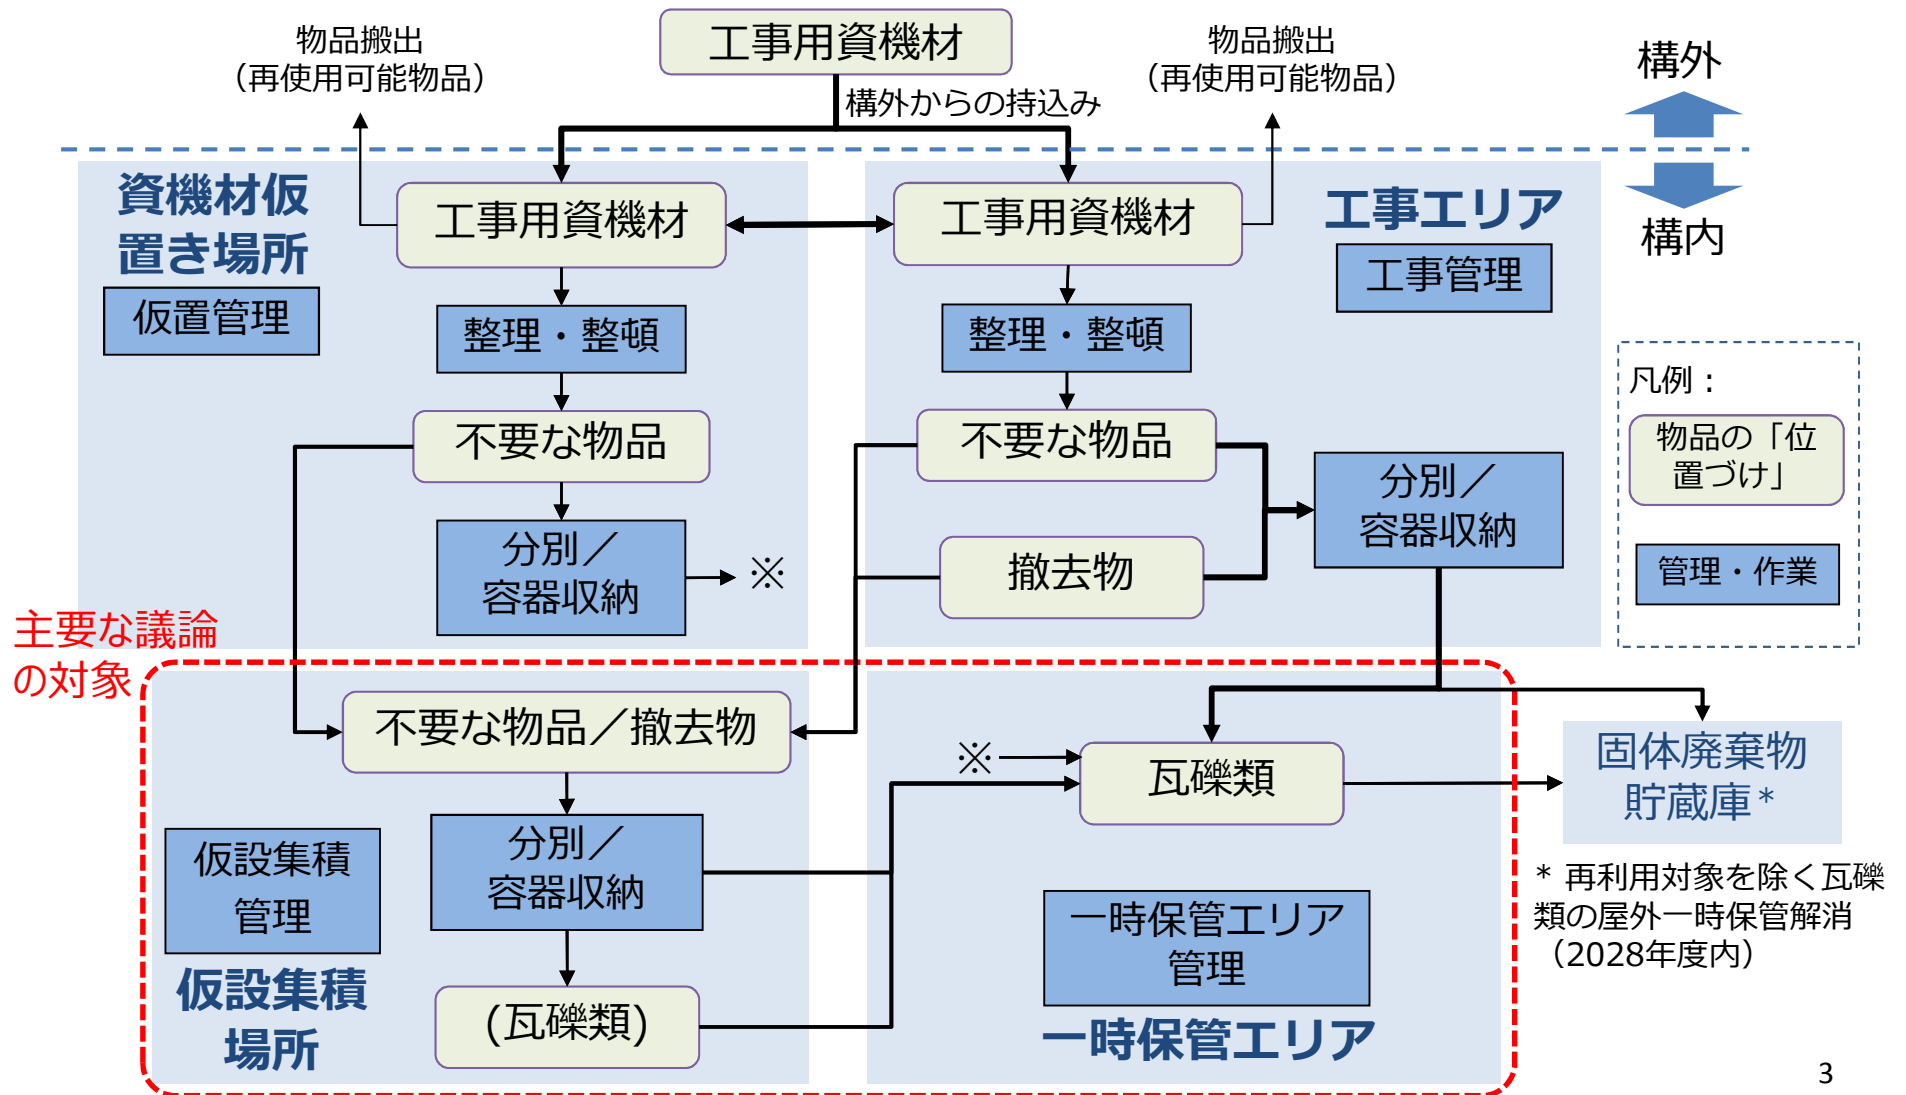 物品搬出
（再使用可能物品）
工事用資機材
構外からの持込み
物品搬出
（再使用可能物品）
構外
構内
資機材仮
置き場所
仮置管理
工事用資機材
整理・整頓
不要な物品
分別／
容器収納
※
工事用資機材
整理・整頓
不要な物品
撤去物
工事エリア
工事管理
分別／
容器収納
凡例：
物品の「位
置づけ」
管理・作業
主要な議論
の対象
不要な物品／撤去物
分別／
容器収納
(瓦礫類)
仮設集積
管理
仮設集積
場所
※
瓦礫類
一時保管エリア
管理
一時保管エリア
固体廃棄物
貯蔵庫*
* 再利用対象を除く瓦礫
類の屋外一時保管解消
（2028年度内）
3